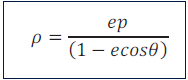 ρ = ep / (1 − ecosθ)